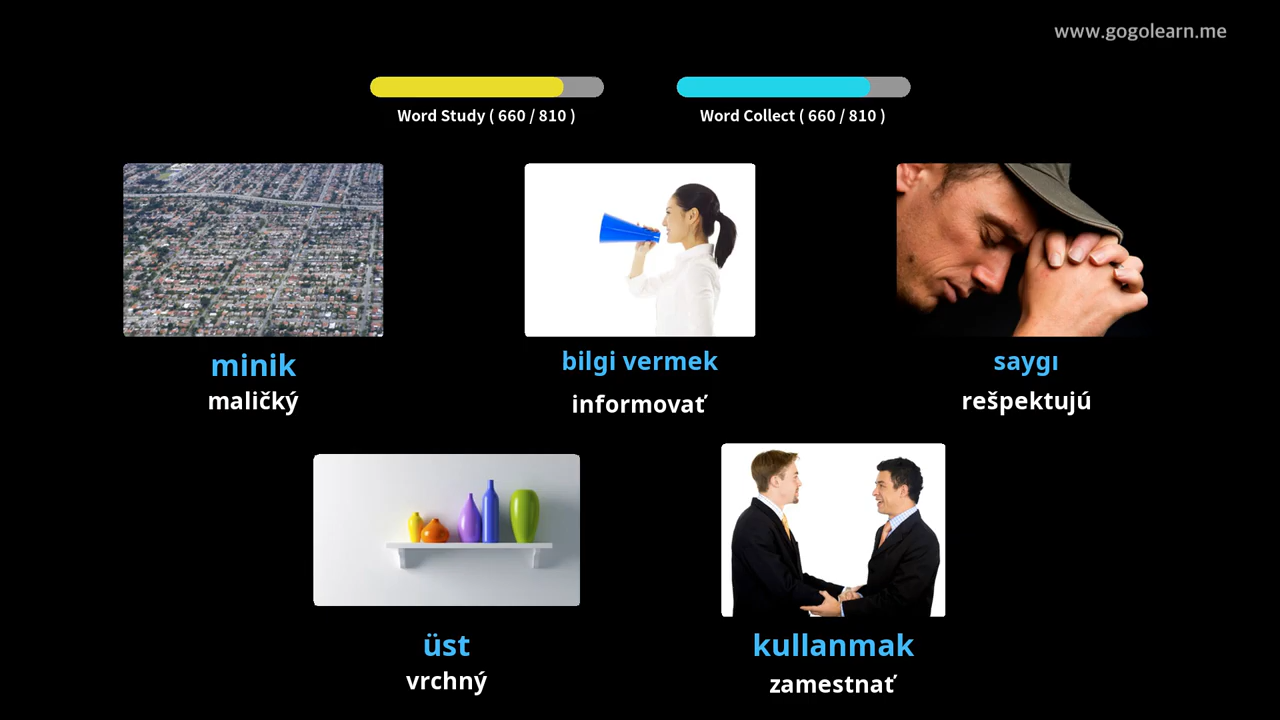 www.gogolearn.me
Word Study ( 660 / 810 )
Word Collect ( 660 / 810 )
minik
maličký
bilgi vermek
informovať
saygı
rešpektujú
üst
vrchný
kullanmak
zamestnať